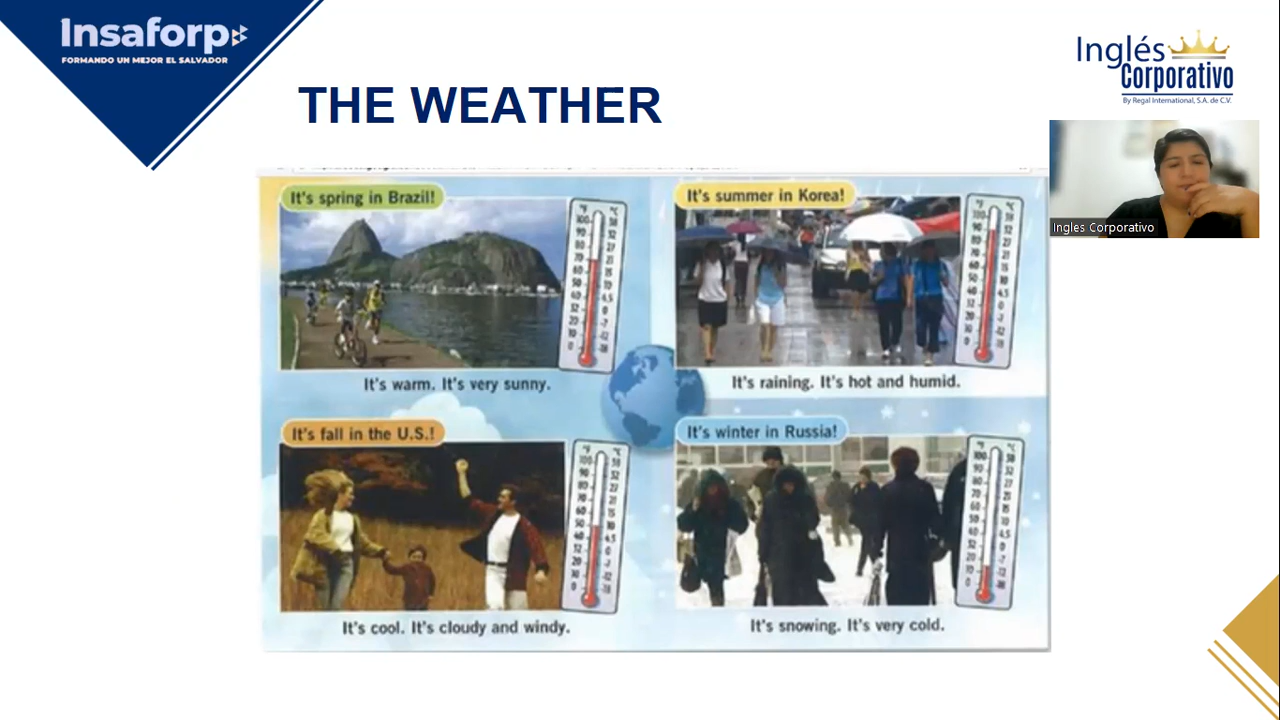 Insaforp
FORMANDO UN MEJOR EL SALVADOR
Inglés
Corporativo
By Regal International, S.A. de C.V.
THE WEATHER
Ingles Corporativo
It's spring in Brazil!
It's warm. It's very sunny.
It's summer in Korea!
It's raining. It's hot and humid.
It's fall in the U.S.!
It's cool. It's cloudy and windy.
It's winter in Russia!
It's snowing. It's very cold.